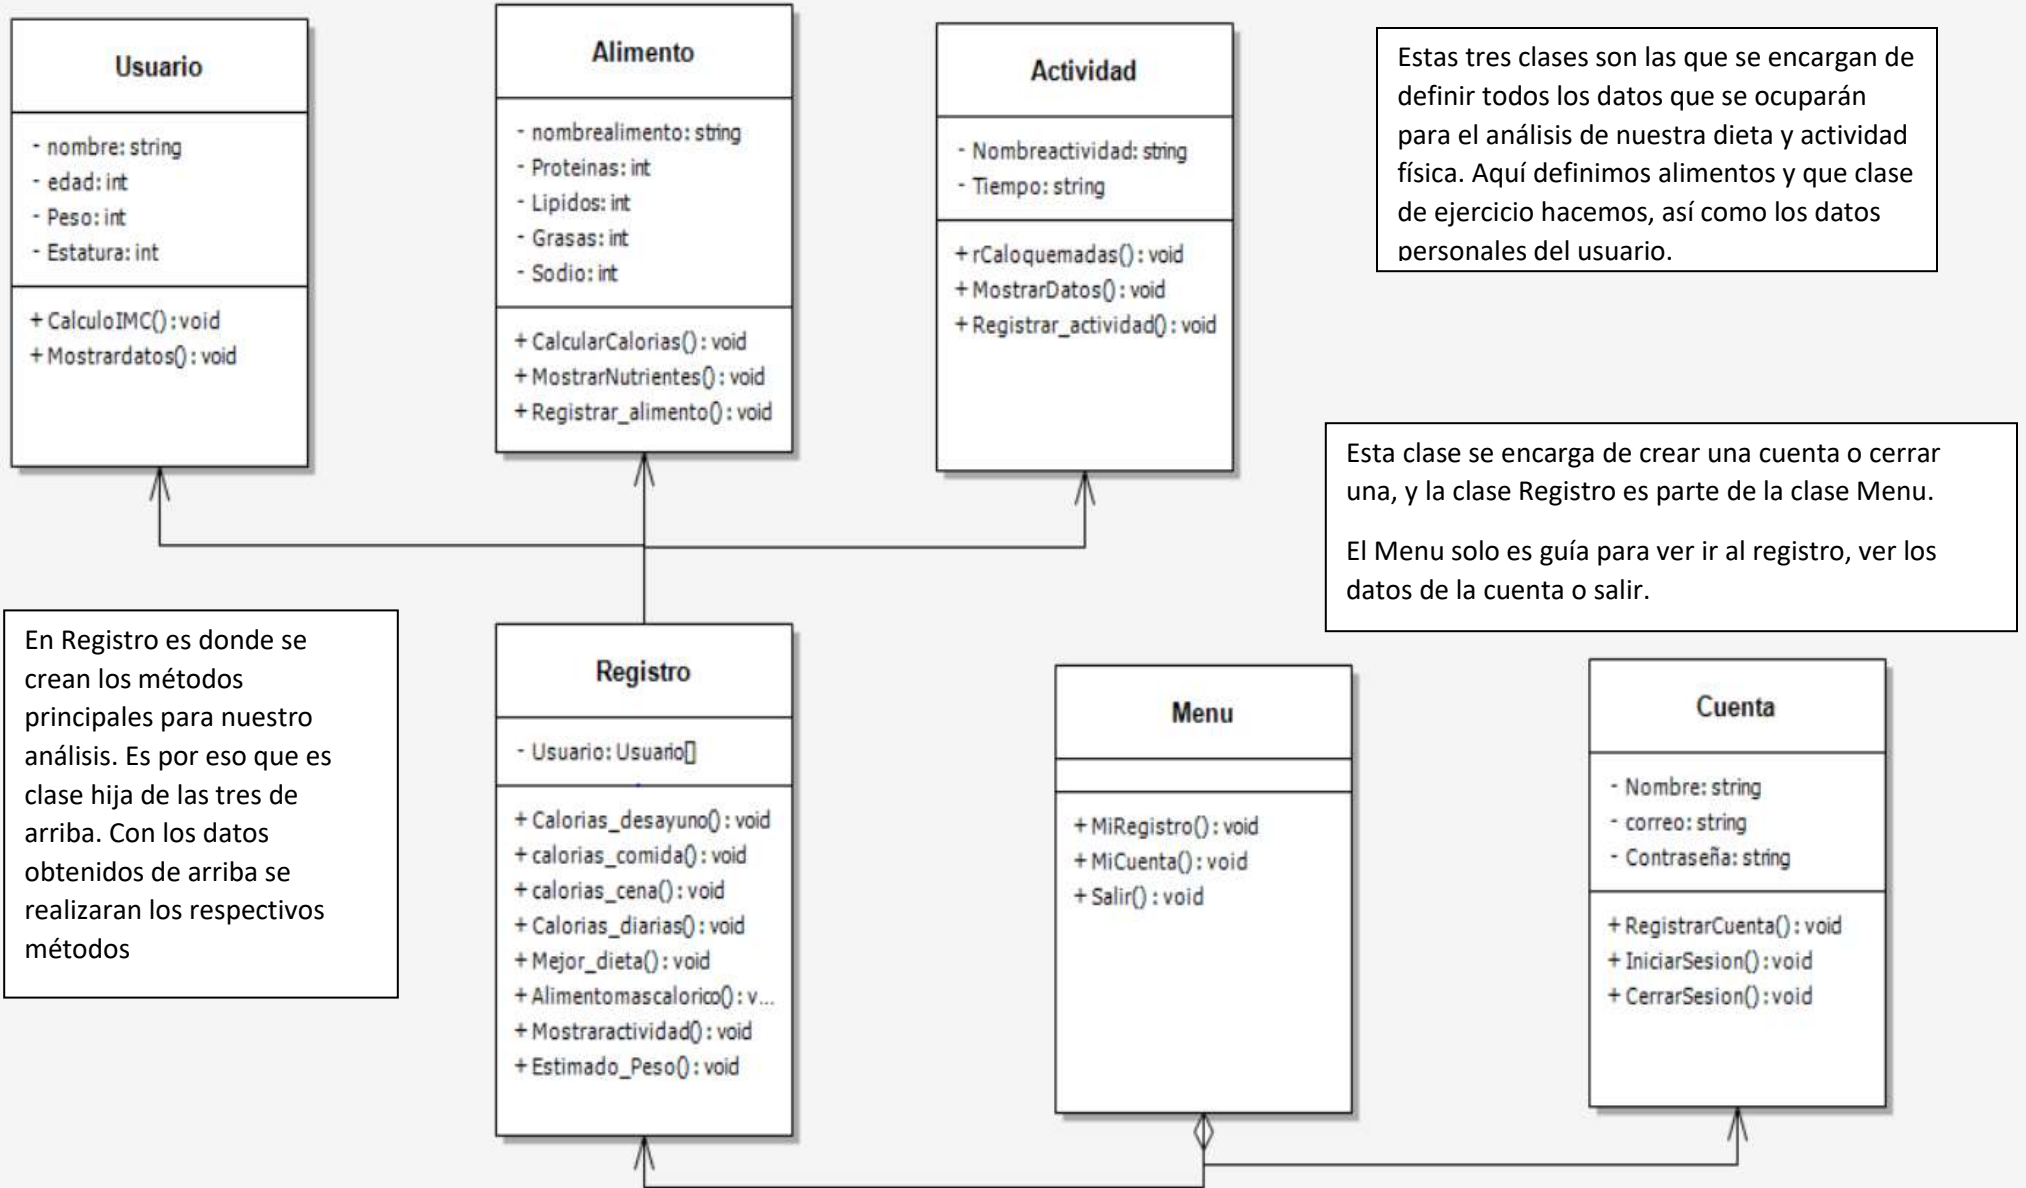 Usuario
- nombre: string
- edad: int
- Peso: int
- Estatura: int
+ CalculoIMC(): void
+ Mostrardatos(): void
Alimento
- nombrealimento: string
- Proteinas: int
- Lipidos: int
- Grasas: int
- Sodio: int
+ CalcularCalorias(): void
+ MostrarNutrientes(): void
+ Registrar_alimento(): void
Actividad
- Nombreactividad: string
- Tiempo: string
+ rCaloquemadas(): void
+ MostrarDatos(): void
+ Registrar_actividad(): void
Estas tres clases son las que se encargan de
definir todos los datos que se ocuparán
para el análisis de nuestra dieta y actividad
física. Aquí definimos alimentos y que clase
de ejercicio hacemos, así como los datos
personales del usuario.
Esta clase se encarga de crear una cuenta o cerrar
una, y la clase Registro es parte de la clase Menu.
El Menu solo es guía para ver ir al registro, ver los
datos de la cuenta o salir.
En Registro es donde se
crean los métodos
principales para nuestro
análisis. Es por eso que es
clase hija de las tres de
arriba. Con los datos
obtenidos de arriba se
realizaran los respectivos
métodos
Registro
- Usuario: Usuario[]
+ Calorias_desayuno(): void
+ calorias_comida(): void
+ calorias_cena(): void
+ Calorias_diarias(): void
+ Mejor_dieta(): void
+ Alimentomascalorico(): v...
+ Mostraractividad(): void
+ Estimado_Peso(): void
Menu
+ MiRegistro(): void
+ MiCuenta(): void
+ Salir(): void
Cuenta
- Nombre: string
- correo: string
- Contraseña: string
+ RegistrarCuenta(): void
+ IniciarSesion(): void
+ CerrarSesion(): void